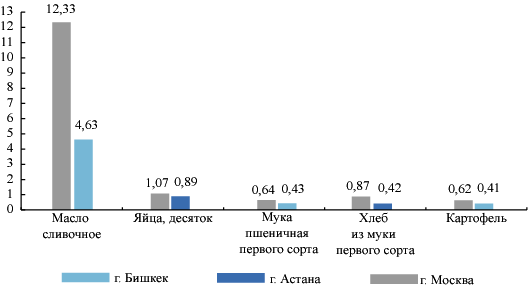 13
12
11
10
9
8
7
6
5
4
3
2
1
0
12,33
4,63
1,07 0,89
0,64 0,43
0,87 0,42
0,62 0,41
Масло
сливочное
Яйца, десяток
Мука
пшеничная
первого сорта
Хлеб
из муки
первого сорта
Картофель
г. Бишкек г. Астана г. Москва